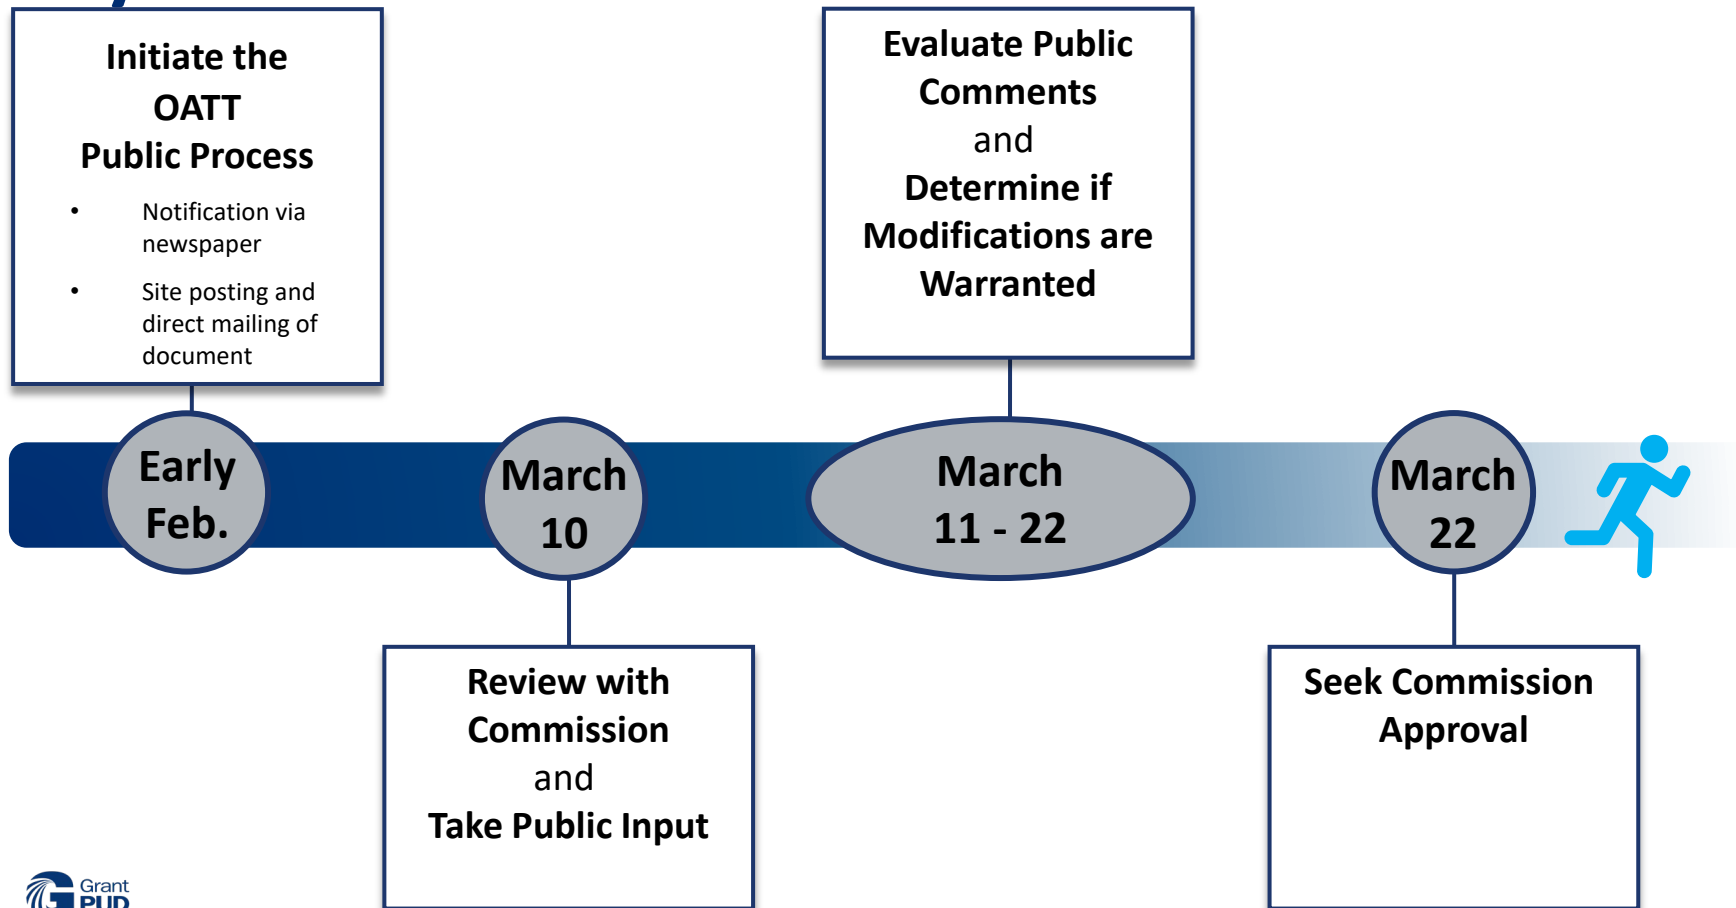 Initiate the
OATT
Public Process
• Notification via
newspaper
• Site posting and
direct mailing of
document
Evaluate Public
Comments
and
Determine if
Modifications are
Warranted
Early
Feb.
March
10
March
11 - 22
March
22
Review with
Commission
and
Take Public Input
Seek Commission
Approval
Grant
PUD